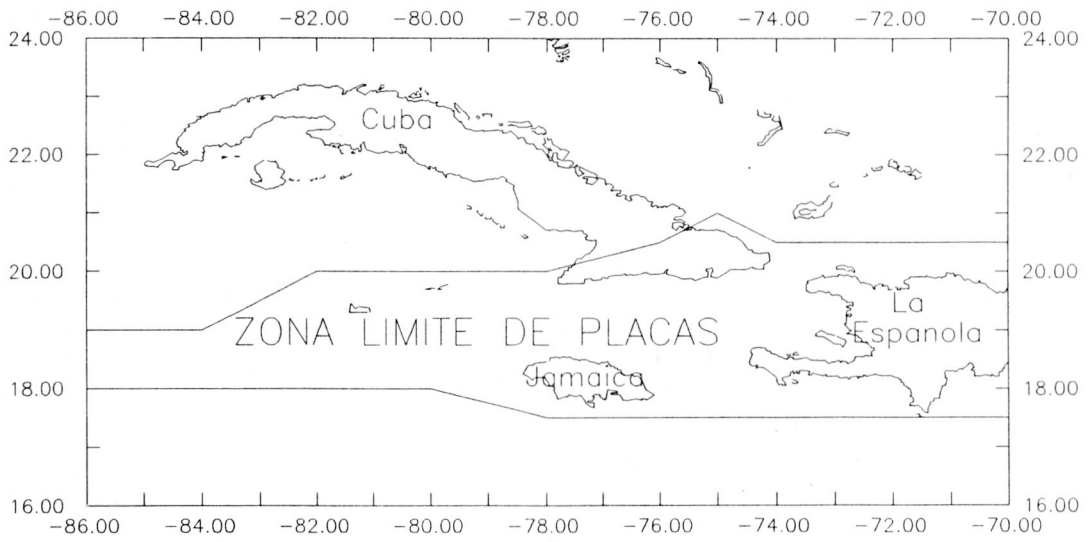 -86.00 -84.00 -82.00 -80.00 -78.00 -76.00 -74.00 -72.00 -70.00
24.00 24.00
Cuba
22.00 22.00
20.00 20.00
La
ZONA LIMITE DE PLACAS Espanola
Jamaica
18.00 18.00
16.00 16.00
-86.00 -84.00 -82.00 -80.00 -78.00 -76.00 -74.00 -72.00 -70.00